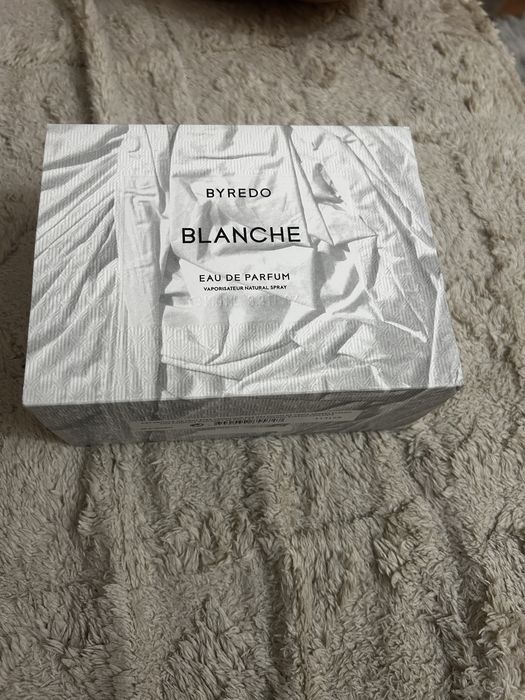 BYREDO
BLANCHE
EAU DE PARFUM
VAPORISATEUR NATURAL SPRAY